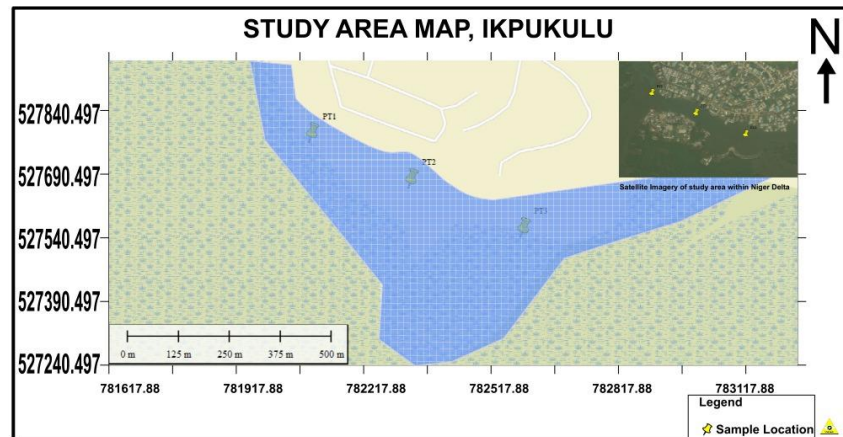 STUDY AREA MAP, IKPUKULU
N
527840.497
527690.497
527540.497
527390.497
527240.497
PT1
PT2
PT3
Satellite Imagery of study area within Niger Delta
0 m 125 m 250 m 375 m 500 m
781617.88 781917.88 782217.88 782517.88 782817.88 783117.88
Legend
Sample Location